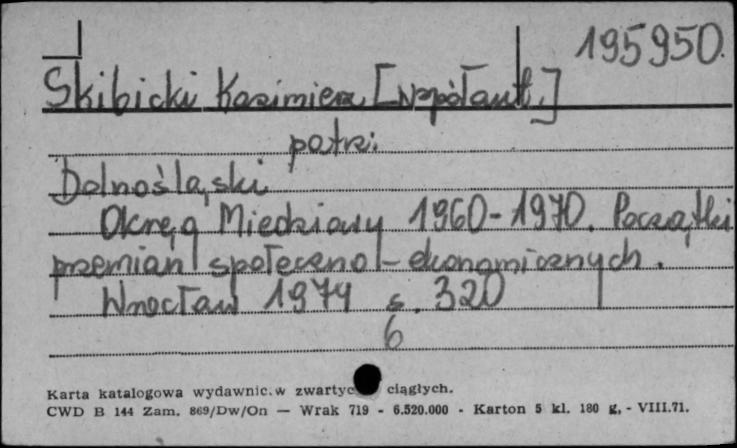 195950.
Skibicki Kazimierz [współaut.]
patrz:
Dolnośląski
Okręg Miedziowy 1960-1970. Początki
przemian społeczno-ekonomicznych.
Wrocław 1974 s. 320
6
Karta katalogowa wydawnic. w zwartyc ciągłych.
CWD B 144 Zam. 869/Dw/On — Wrak 719 - 6.520.000 - Karton 5 kl. 180 g, - VIII.71.